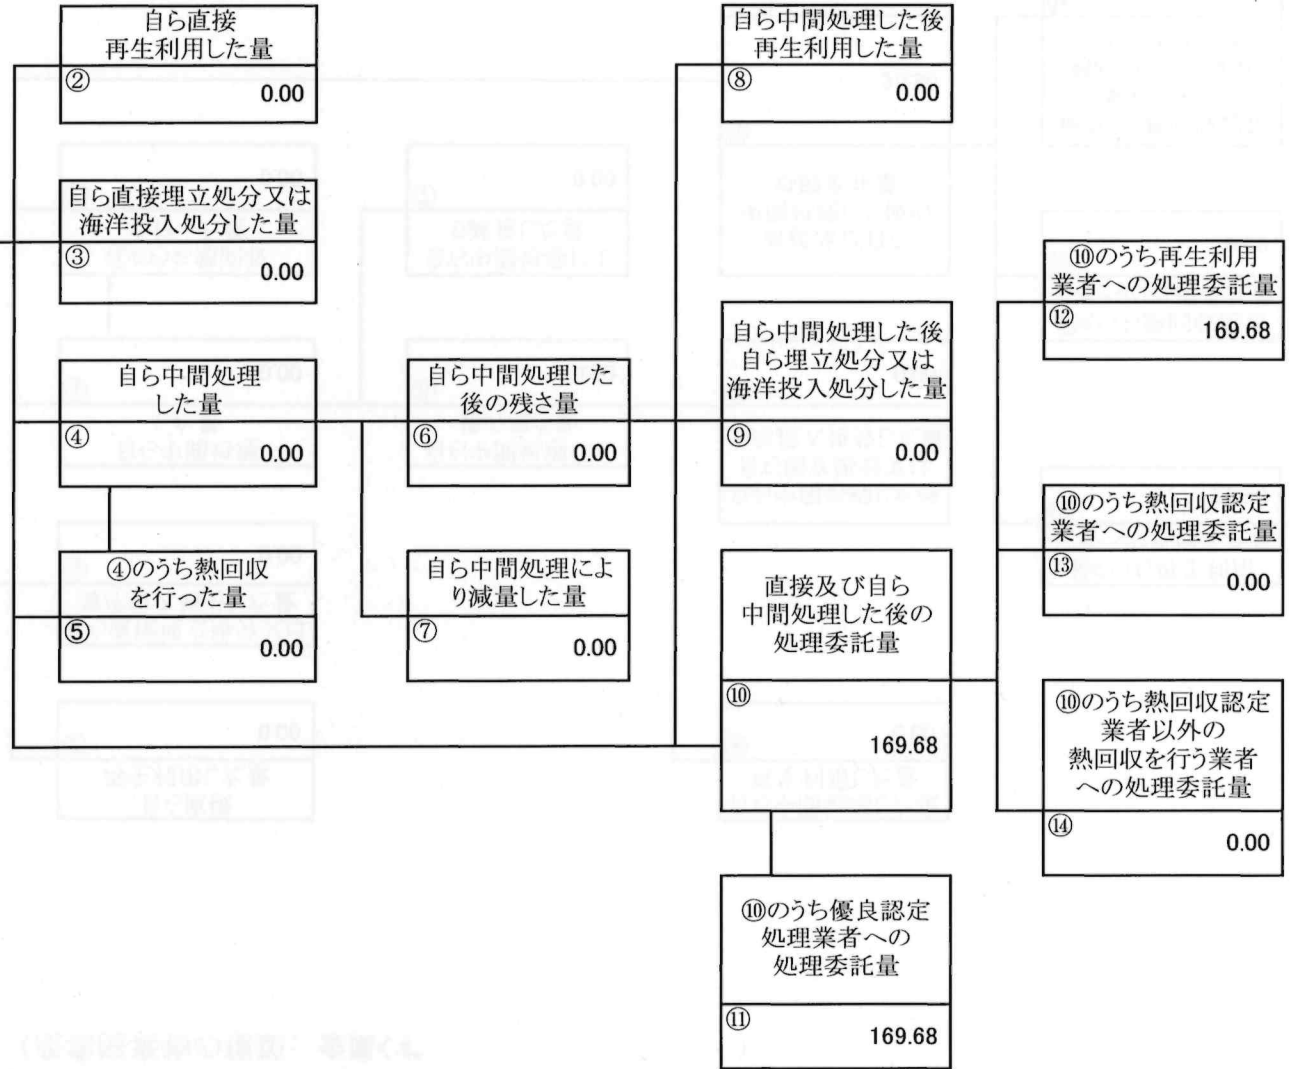 自ら直接
再生利用した量
②
0.00
自ら直接埋立処分又は
海洋投入処分した量
③
0.00
自ら中間処理
した量
④
0.00
④のうち熱回収
を行った量
⑤
0.00
自ら中間処理した
後の残さ量
⑥
0.00
自ら中間処理によ
り減量した量
⑦
0.00
自ら中間処理した後
再生利用した量
⑧
0.00
自ら中間処理した後
自ら埋立処分又は
海洋投入処分した量
⑨
0.00
直接及び自ら
中間処理した後の
処理委託量
⑩
169.68
⑩のうち優良認定
処理業者への
処理委託量
⑪
169.68
⑩のうち再生利用
業者への処理委託量
⑫
169.68
⑩のうち熱回収認定
業者への処理委託量
⑬
0.00
⑩のうち熱回収認定
業者以外の
熱回収を行う業者
への処理委託量
⑭
0.00